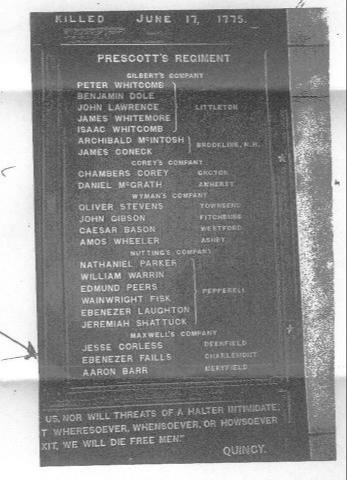 KILLED JUNE 17, 1775.
PRESCOTT'S REGIMENT
GILBERT'S COMPANY
PETER WHITCOMB
BENJAMIN DOLE
JOHN LAWRENCE LITTLETON
JAMES WHITEMORE
ISAAC WHITCOMB
ARCHIBALD McINTOSH BROOKLINE, N.H.
JAMES CONECK
COREY'S COMPANY
CHAMBERS COREY GROTON
DANIEL McGRATH AMHERST
WYMAN'S COMPANY
OLIVER STEVENS TOWNSEND
JOHN GIBSON FITCHBURG
CAESAR BASON WESTFORD
AMOS WHEELER ASHBY
NUTTING'S COMPANY
NATHANIEL PARKER
WILLIAM WARRIN
EDMUND PEERS PEPPERELL
WAINWRIGHT FISK
EBENEZER LAUGHTON
JEREMIAH SHATTUCK
MAXWELL'S COMPANY
JESSE CORLESS DEERFIELD
EBENEZER FAILLS CHARLEMONT
AARON BARR MERYFIELD
US, NOR WILL THREATS OF A HALTER INTIMIDATE;
T WHERESOEVER, WHENSOEVER, OR HOWSOEVER
XIT, WE WILL DIE FREE MEN."
QUINCY.